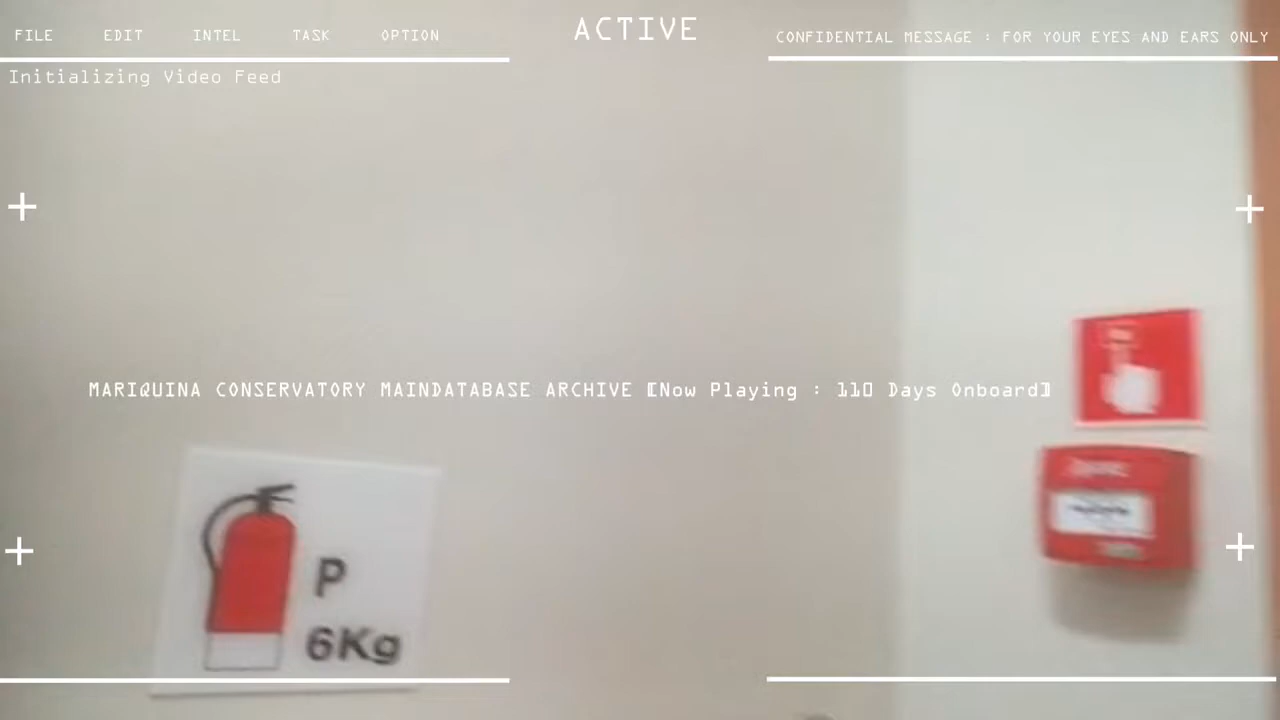 FILE EDIT INTEL TASK OPTION
ACTIVE
CONFIDENTIAL MESSAGE : FOR YOUR EYES AND EARS ONLY
Initializing Video Feed
MARIQUINA CONSERVATORY MAINDATABASE ARCHIVE [Now Playing : 110 Days Onboard]
P
6Kg